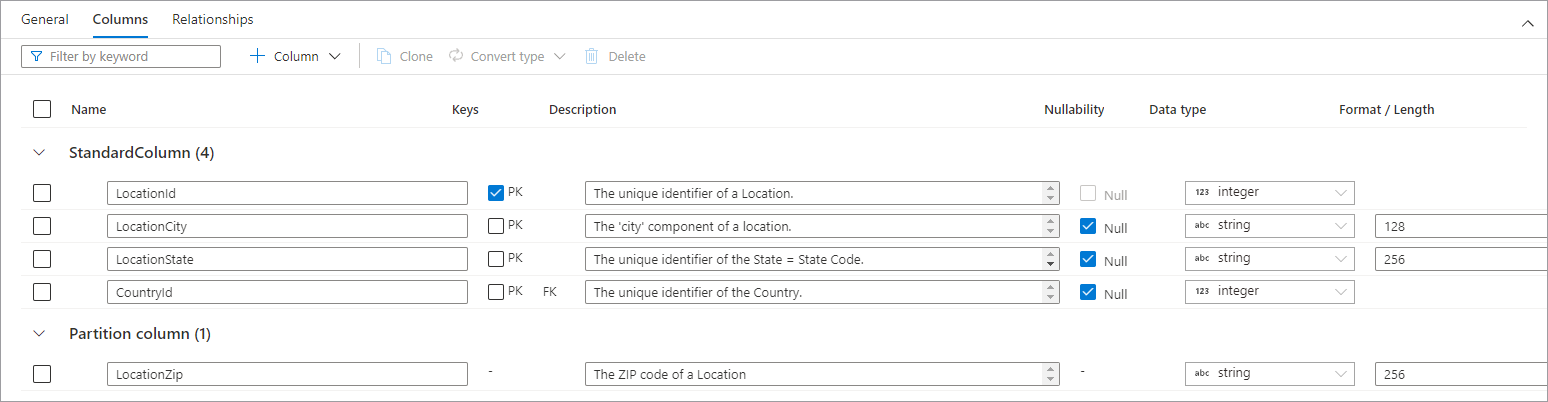 General Columns Relationships
Filter by keyword Column Clone Convert type Delete
Name Keys Description Nullability Data type Format / Length
StandardColumn (4)
LocationId PK The unique identifier of a Location. Null 123 integer
LocationCity PK The 'city' component of a location. Null abc string 128
LocationState PK The unique identifier of the State = State Code. Null abc string 256
CountryId PK FK The unique identifier of the Country. Null 123 integer
Partition column (1)
LocationZip - The ZIP code of a Location - abc string 256